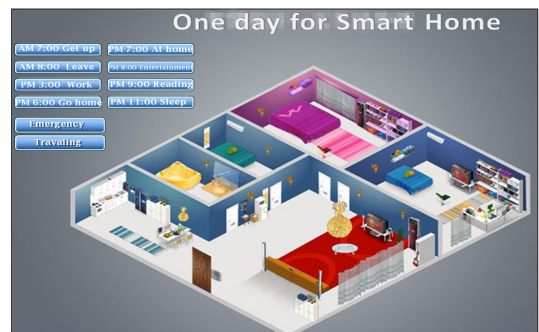 One day for Smart Home
AM 7:00 Get up
PM 7:00 At home
AM 8:00 Leave
PM 8:00 Entertainment
PM 3:00 Work
PM 9:00 Reading
PM 6:00 Go home
PM 11:00 Sleep
Emergency
Travaling